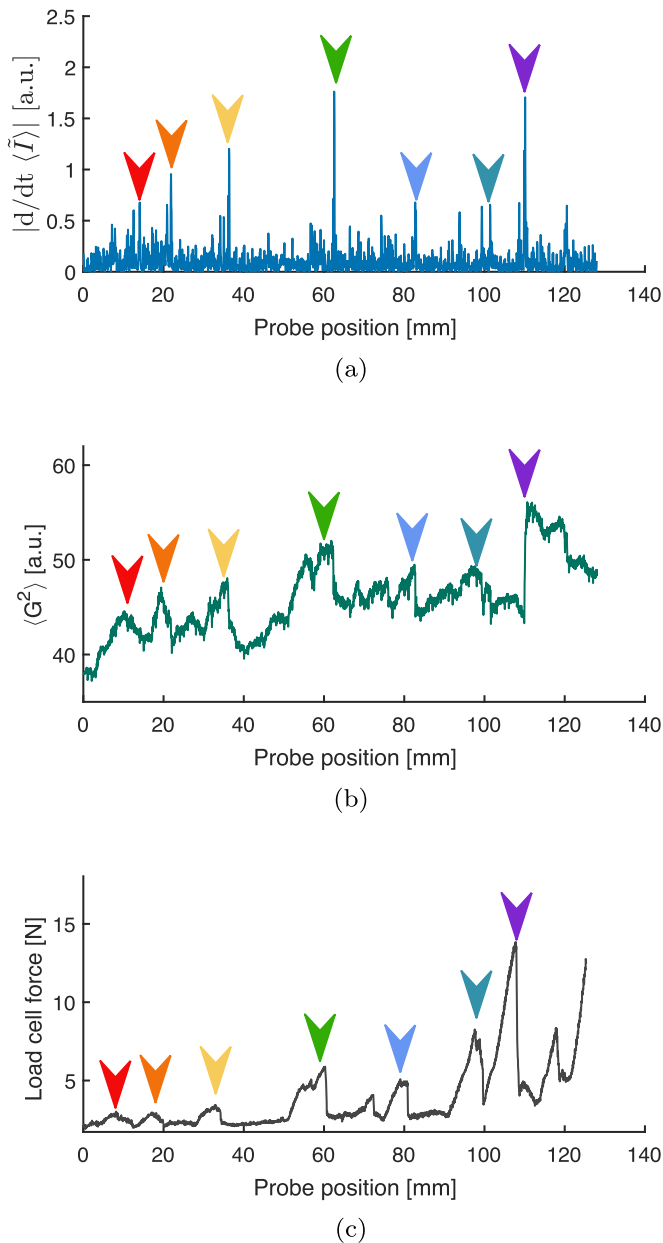 2.5
2
1.5
1
0.5
0
|d/dt ⟨Ĩ⟩| [a.u.]
0 20 40 60 80 100 120 140
Probe position [mm]
(a)
60
50
40
⟨G²⟩ [a.u.]
0 20 40 60 80 100 120 140
Probe position [mm]
(b)
15
10
5
Load cell force [N]
0 20 40 60 80 100 120 140
Probe position [mm]
(c)